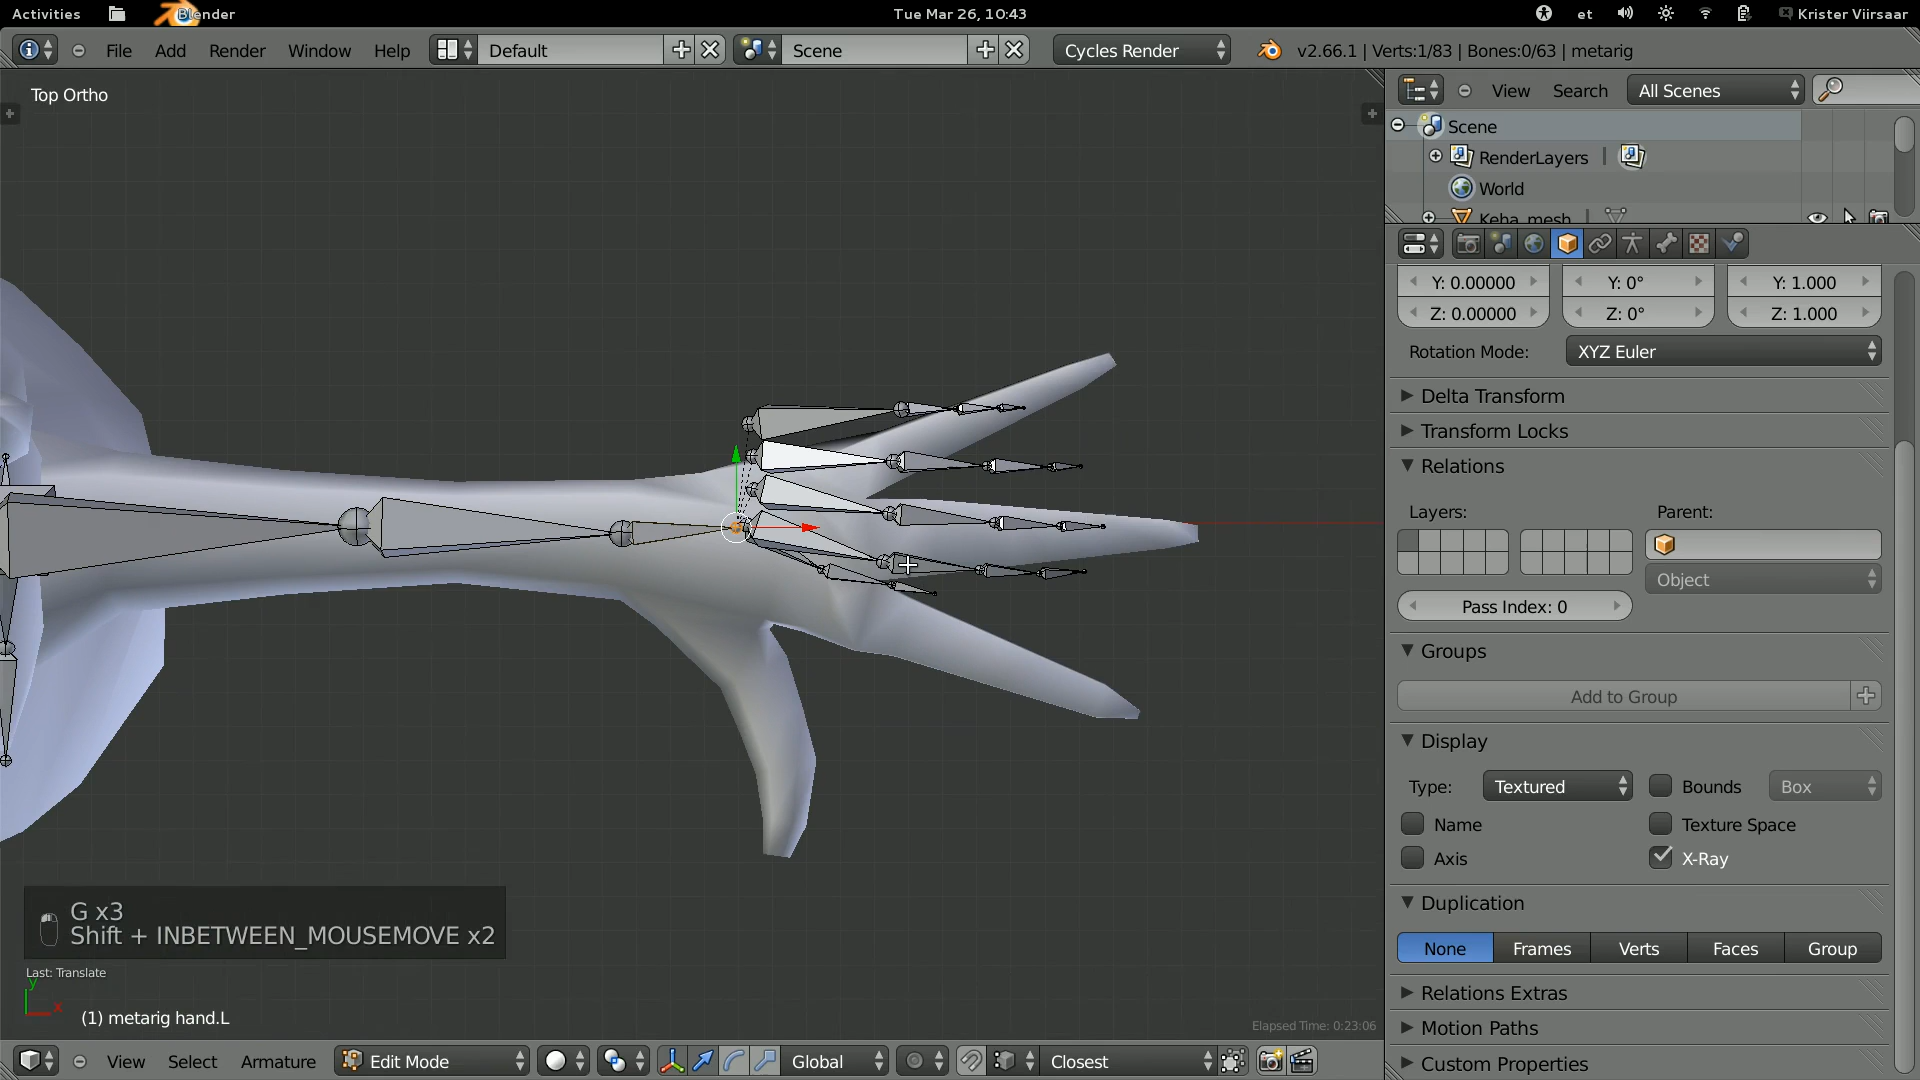 Activities
Blender
Tue Mar 26, 10:43
et
Krister Viirsaar
File Add Render Window Help
Default
Scene
Cycles Render
v2.66.1 | Verts:1/83 | Bones:0/63 | metarig
Top Ortho
View Search All Scenes
Scene
RenderLayers |
World
Keba_mesh |
Y: 0.00000 Y: 0° Y: 1.000
Z: 0.00000 Z: 0° Z: 1.000
Rotation Mode: XYZ Euler
Delta Transform
Transform Locks
Relations
Layers: Parent:
Object
Pass Index: 0
Groups
Add to Group
Display
Type: Textured Bounds Box
Name Texture Space
Axis X-Ray
Duplication
None Frames Verts Faces Group
Relations Extras
Motion Paths
Custom Properties
G x3
Shift + INBETWEEN_MOUSEMOVE x2
Last: Translate
y
x
(1) metarig hand.L
Elapsed Time: 0:23:06
View Select Armature Edit Mode Global Closest